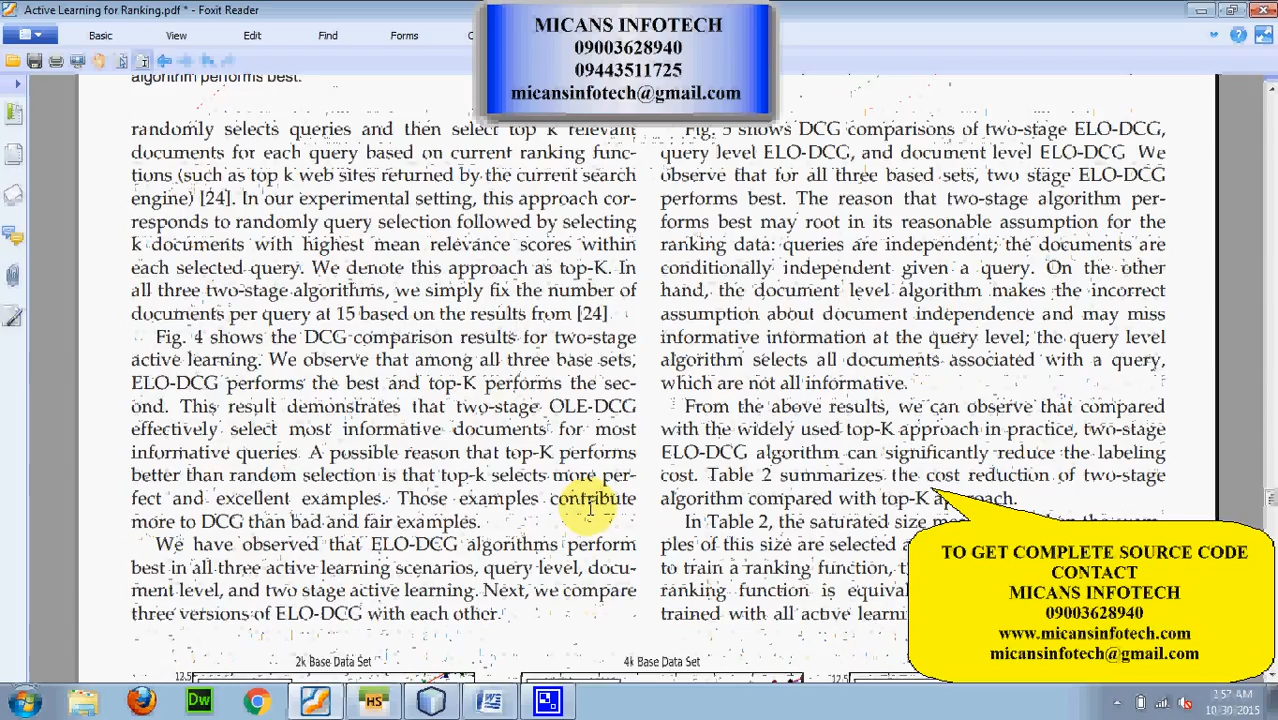 Active Learning for Ranking.pdf * - Foxit Reader
Basic View Edit Find Forms
MICANS INFOTECH
09003628940
09443511725
micansinfotech@gmail.com
algorithm performs best.
randomly selects queries and then select top k relevant
documents for each query based on current ranking func-
tions (such as top k web sites returned by the current search
engine) [24]. In our experimental setting, this approach cor-
responds to randomly query selection followed by selecting
k documents with highest mean relevance scores within
each selected query. We denote this approach as top-K. In
all three two-stage algorithms, we simply fix the number of
documents per query at 15 based on the results from [24].
Fig. 4 shows the DCG comparison results for two-stage
active learning. We observe that among all three base sets,
ELO-DCG performs the best and top-K performs the sec-
ond. This result demonstrates that two-stage OLE-DCG
effectively select most informative documents for most
informative queries. A possible reason that top-K performs
better than random selection is that top-k selects more per-
fect and excellent examples. Those examples contribute
more to DCG than bad and fair examples.
We have observed that ELO-DCG algorithms perform
best in all three active learning scenarios, query level, docu-
ment level, and two stage active learning. Next, we compare
three versions of ELO-DCG with each other.
Fig. 5 shows DCG comparisons of two-stage ELO-DCG,
query level ELO-DCG, and document level ELO-DCG. We
observe that for all three based sets, two stage ELO-DCG
performs best. The reason that two-stage algorithm per-
forms best may root in its reasonable assumption for the
ranking data: queries are independent; the documents are
conditionally independent given a query. On the other
hand, the document level algorithm makes the incorrect
assumption about document independence and may miss
informative information at the query level; the query level
algorithm selects all documents associated with a query,
which are not all informative.
From the above results, we can observe that compared
with the widely used top-K approach in practice, two-stage
ELO-DCG algorithm can significantly reduce the labeling
cost. Table 2 summarizes the cost reduction of two-stage
algorithm compared with top-K approach.
In Table 2, the saturated size
ples of this size are selected
to train a ranking function,
ranking function is
trained with all active
TO GET COMPLETE SOURCE CODE
CONTACT
MICANS INFOTECH
09003628940
www.micansinfotech.com
micansinfotech@gmail.com
2k Base Data Set
4k Base Data Set
12.5
12
Dw
HS
1:57 AM
10-30-2015